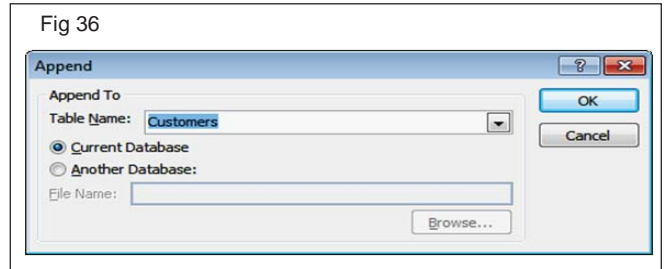 Fig 36
Append
Append To
Table Name: Customers
Current Database
Another Database:
File Name:
Browse...
OK
Cancel